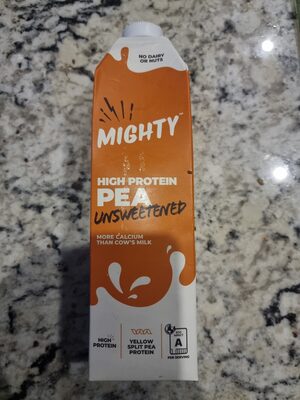 NO DAIRY
OR NUTS
MIGHTY
HIGH PROTEIN
PEA
UNSWEETENED
MORE CALCIUM
THAN COW'S MILK
HIGH
PROTEIN
YELLOW
SPLIT PEA
PROTEIN
A
PER SERVING